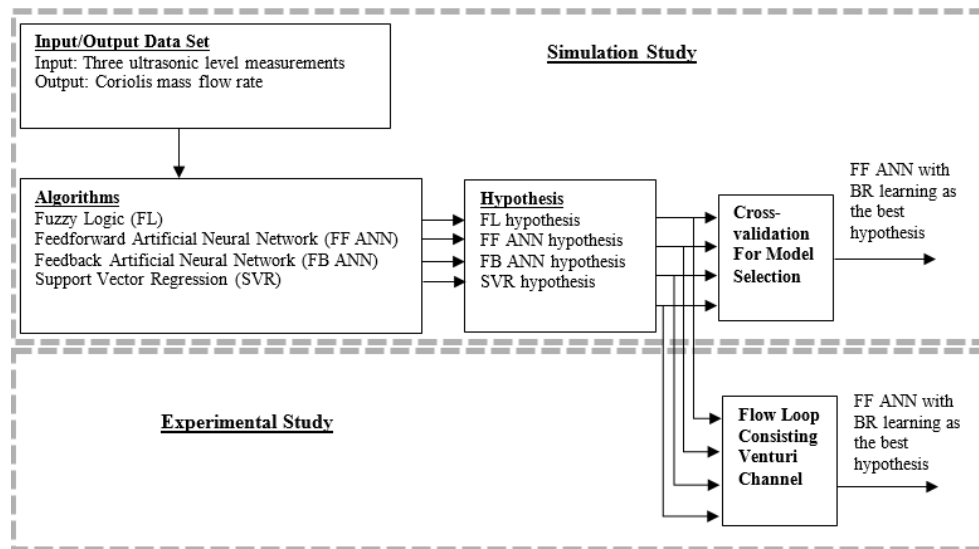 Input/Output Data Set
Input: Three ultrasonic level measurements
Output: Coriolis mass flow rate
Simulation Study
Algorithms
Fuzzy Logic (FL)
Feedforward Artificial Neural Network (FF ANN)
Feedback Artificial Neural Network (FB ANN)
Support Vector Regression (SVR)
Hypothesis
FL hypothesis
FF ANN hypothesis
FB ANN hypothesis
SVR hypothesis
Cross-
validation
For Model
Selection
FF ANN with
BR learning as
the best
hypothesis
Experimental Study
Flow Loop
Consisting
Venturi
Channel
FF ANN with
BR learning as
the best
hypothesis